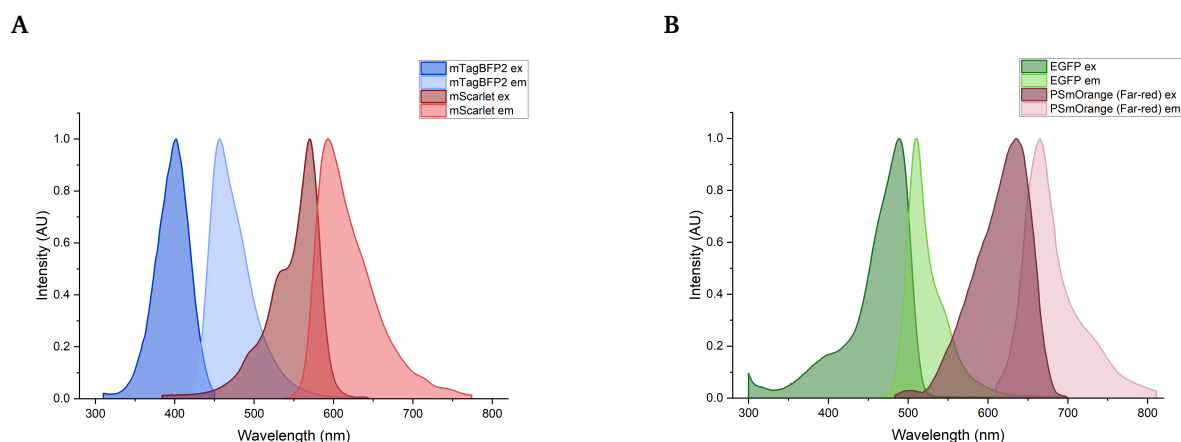 A
mTagBFP2 ex
mTagBFP2 em
mScarlet ex
mScarlet em
1.0
0.8
0.6
0.4
0.2
0.0
Intensity (AU)
300 400 500 600 700 800
Wavelength (nm)
B
EGFP ex
EGFP em
PSmOrange (Far-red) ex
PSmOrange (Far-red) em
1.0
0.8
0.6
0.4
0.2
0.0
Intensity (AU)
300 400 500 600 700 800
Wavelength (nm)